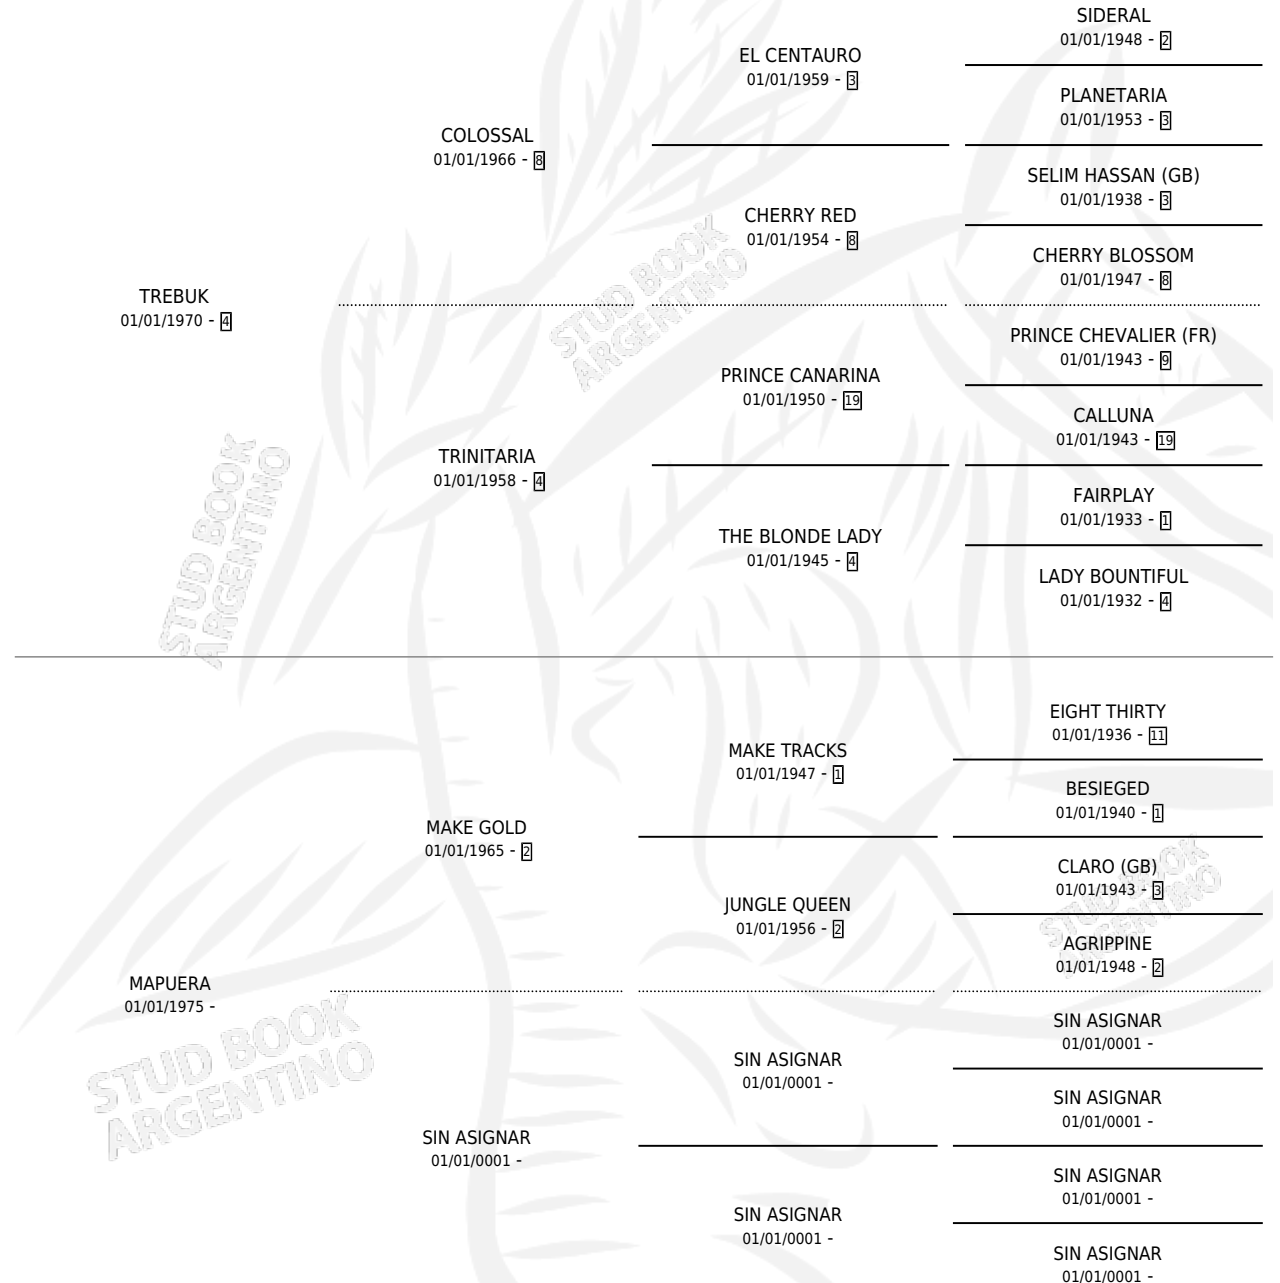 TREBUK
01/01/1970 - 4
COLOSSAL
01/01/1966 - 8
EL CENTAURO
01/01/1959 - 3
SIDERAL
01/01/1948 - 2
PLANETARIA
01/01/1953 - 3
CHERRY RED
01/01/1954 - 8
SELIM HASSAN (GB)
01/01/1938 - 3
CHERRY BLOSSOM
01/01/1947 - 8
TRINITARIA
01/01/1958 - 4
PRINCE CANARINA
01/01/1950 - 19
PRINCE CHEVALIER (FR)
01/01/1943 - 9
CALLUNA
01/01/1943 - 19
THE BLONDE LADY
01/01/1945 - 4
FAIRPLAY
01/01/1933 - 1
LADY BOUNTIFUL
01/01/1932 - 4
MAPUERA
01/01/1975 -
MAKE GOLD
01/01/1965 - 2
MAKE TRACKS
01/01/1947 - 1
EIGHT THIRTY
01/01/1936 - 11
BESIEGED
01/01/1940 - 1
JUNGLE QUEEN
01/01/1956 - 2
CLARO (GB)
01/01/1943 - 3
AGRIPPINE
01/01/1948 - 2
SIN ASIGNAR
01/01/0001 -
SIN ASIGNAR
01/01/0001 -
SIN ASIGNAR
01/01/0001 -
SIN ASIGNAR
01/01/0001 -
SIN ASIGNAR
01/01/0001 -
SIN ASIGNAR
01/01/0001 -
SIN ASIGNAR
01/01/0001 -
STUD BOOK
ARGENTINO
STUD BOOK
ARGENTINO
STUD BOOK
ARGENTINO
STUD BOOK
ARGENTINO